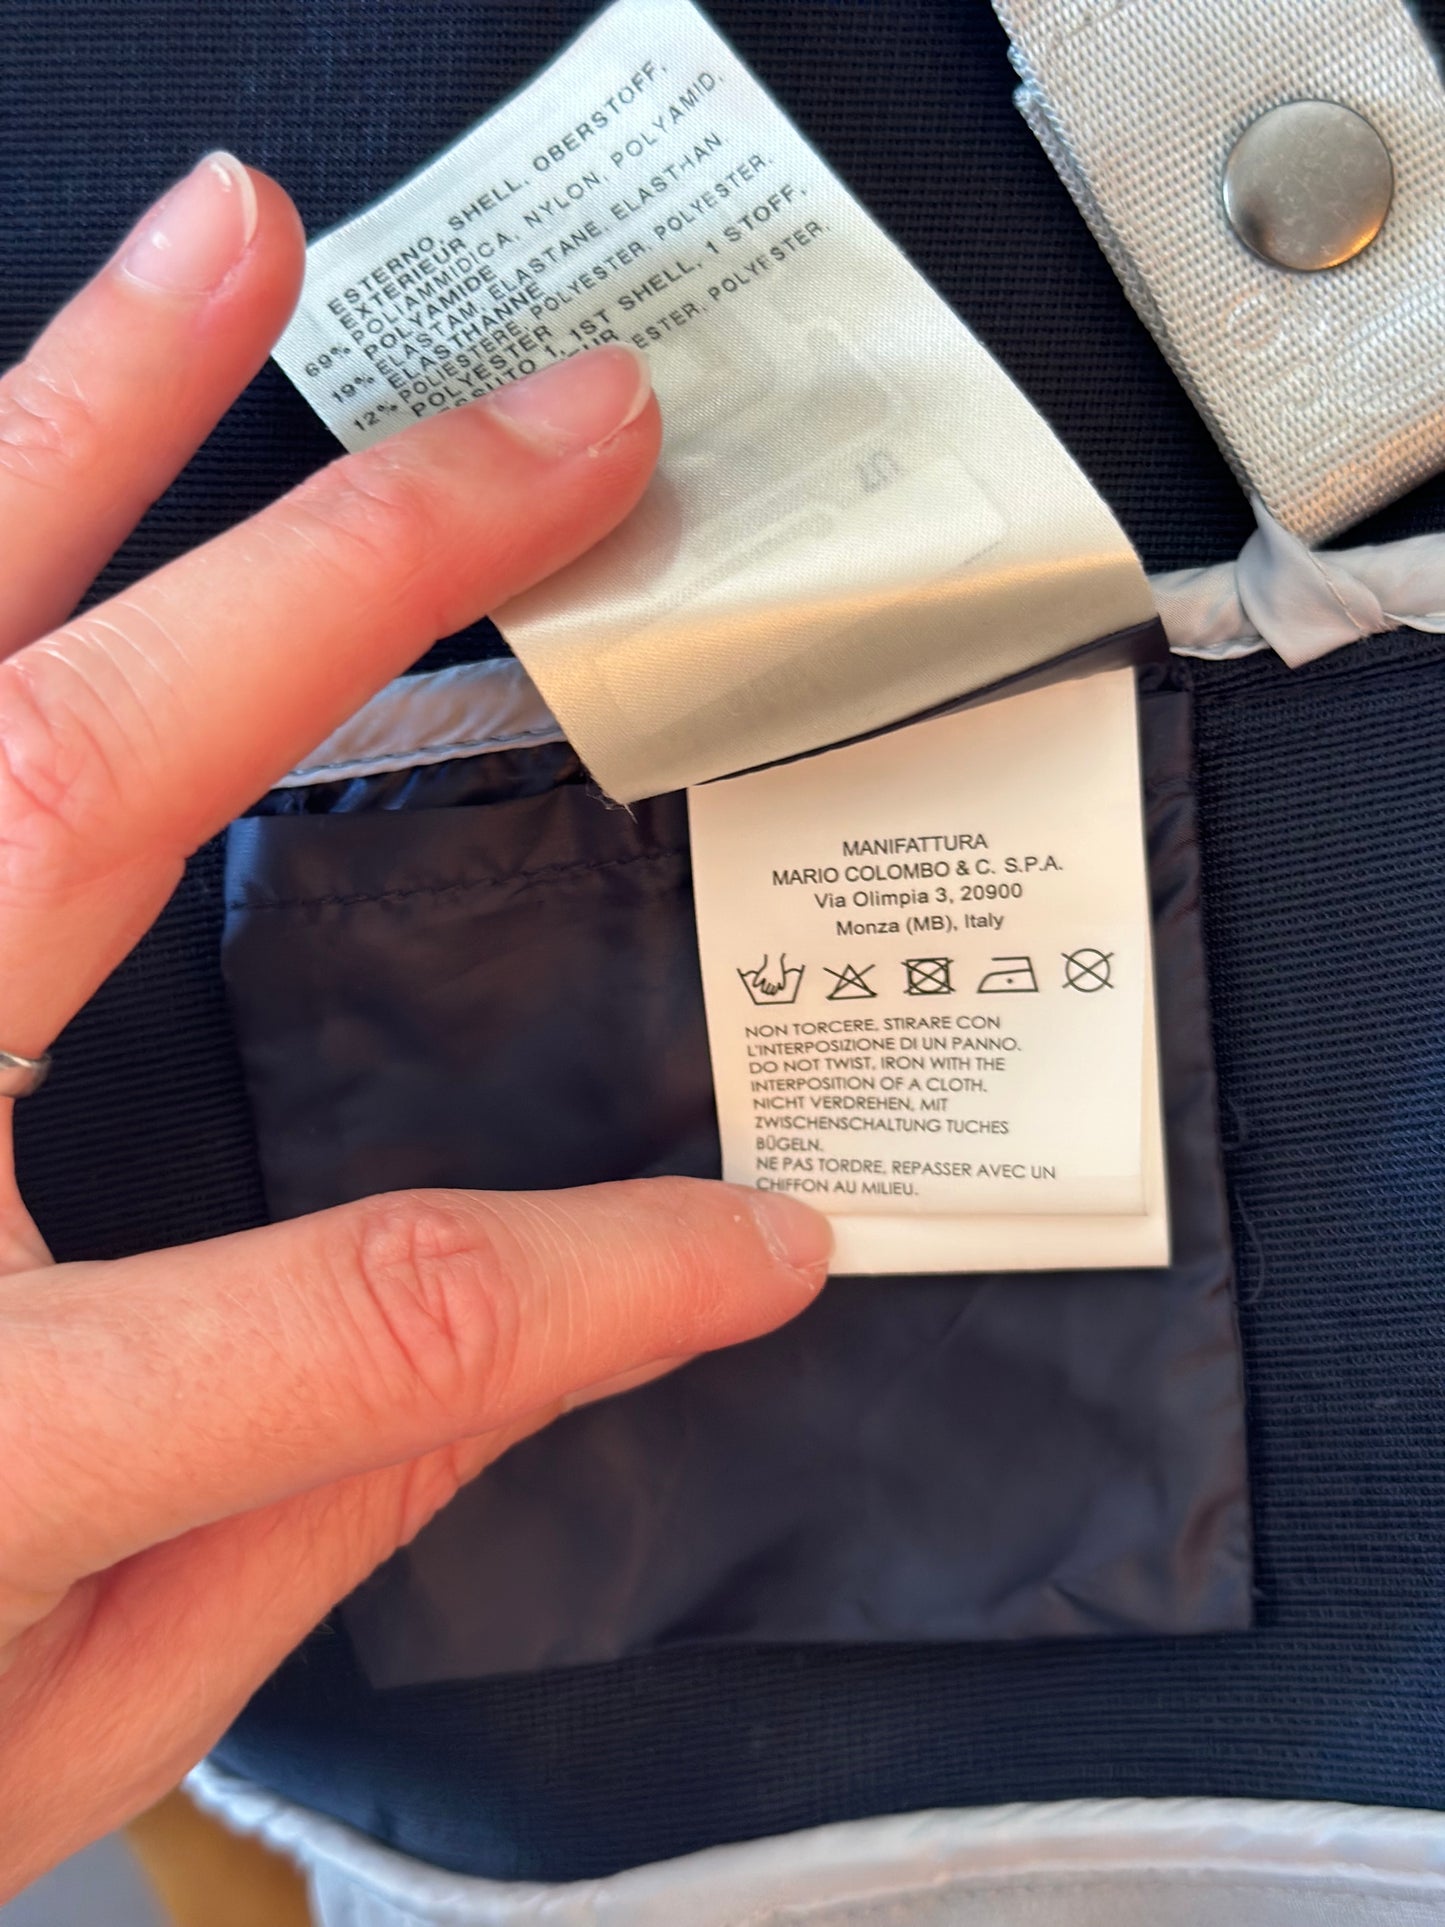 ESTERNO, SHELL, OBERSTOFF,
EXTERIEUR
69% POLIAMMIDICA, NYLON, POLYAMID,
POLYAMIDE
19% ELASTAM, ELASTANE, ELASTHAN
ELASTHANNE
12% POLIESTERE, POLYESTER, POLYESTER,
POLYESTER
1, 1ST SHELL, 1 STOFF,
POLYESTER,
MANIFATTURA
MARIO COLOMBO & C. S.P.A.
Via Olimpia 3, 20900
Monza (MB), Italy
NON TORCERE, STIRARE CON
L'INTERPOSIZIONE DI UN PANNO.
DO NOT TWIST, IRON WITH THE
INTERPOSITION OF A CLOTH.
NICHT VERDREHEN, MIT
ZWISCHENSCHALTUNG TUCHES
BÜGELN.
NE PAS TORDRE, REPASSER AVEC UN
CHIFFON AU MILIEU.